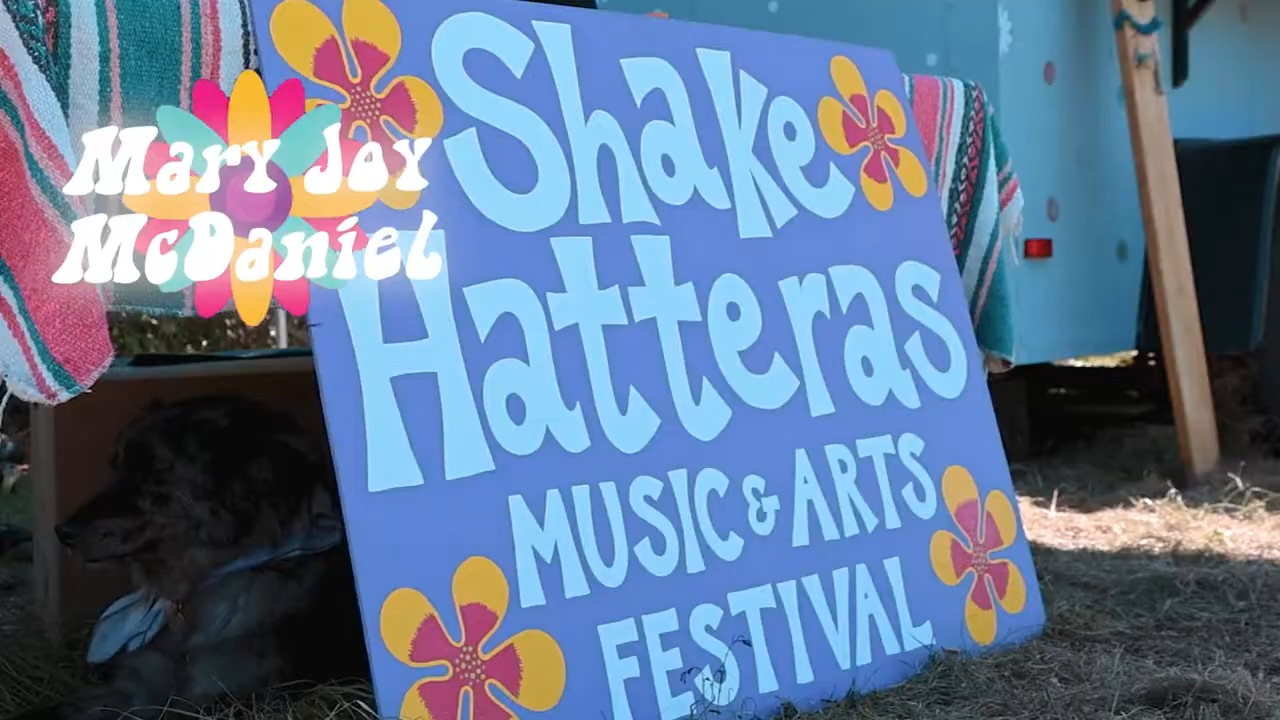 Mary Joy
McDaniel
Shake
Hatteras
MUSIC & ARTS
FESTIVAL